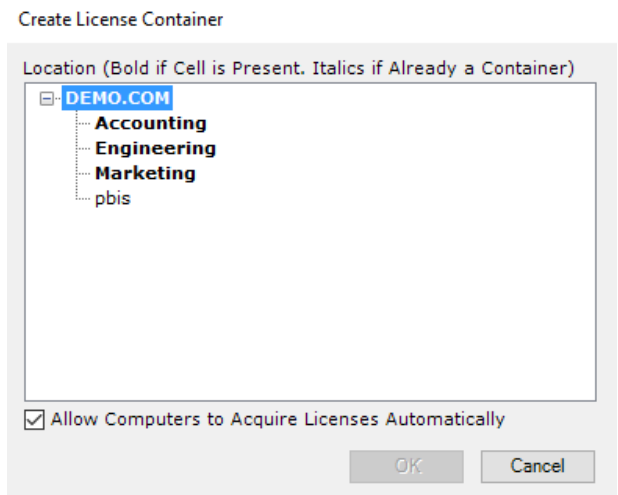 Create License Container
Location (Bold if Cell is Present. Italics if Already a Container)
DEMO.COM
Accounting
Engineering
Marketing
pbis
Allow Computers to Acquire Licenses Automatically
OK Cancel